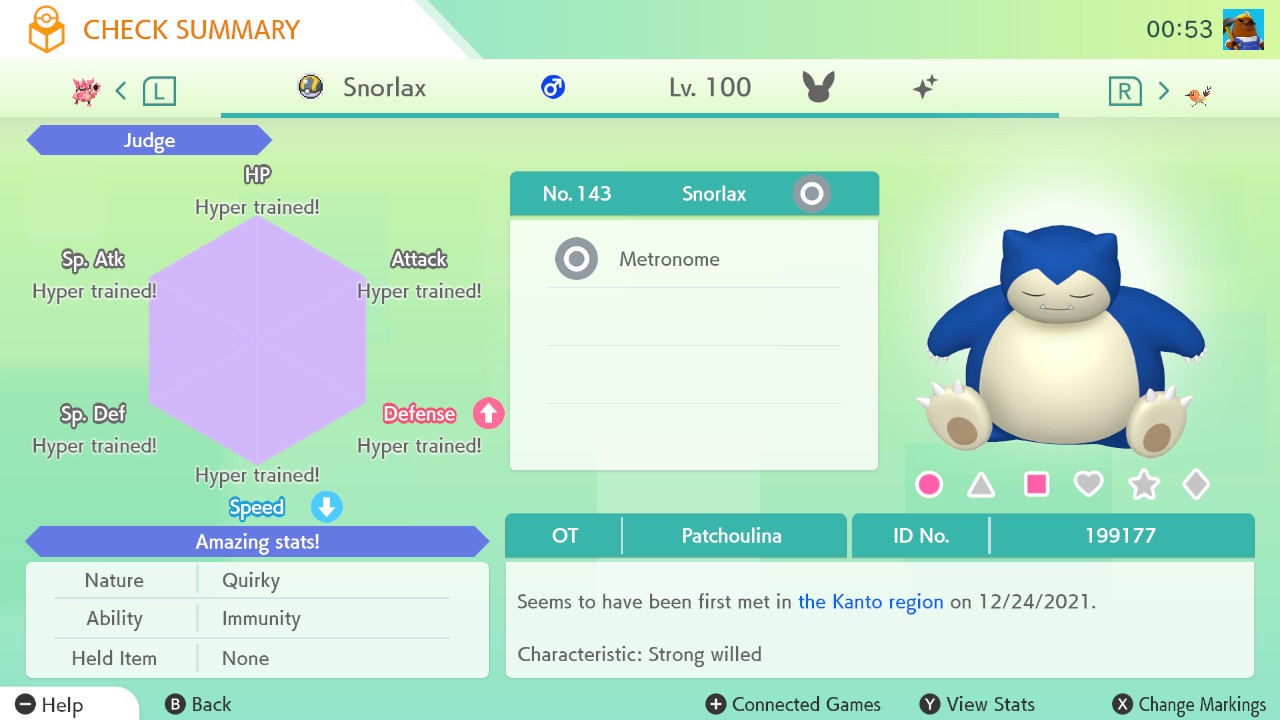 CHECK SUMMARY
00:53
L
Snorlax
Lv. 100
R
Judge
HP
Hyper trained!
Sp. Atk
Hyper trained!
Attack
Hyper trained!
Sp. Def
Hyper trained!
Defense
Hyper trained!
Hyper trained!
Speed
Amazing stats!
Nature Quirky
Ability Immunity
Held Item None
No. 143 Snorlax
Metronome
OT Patchoulina
ID No. 199177
Seems to have been first met in the Kanto region on 12/24/2021.
Characteristic: Strong willed
Help
B Back
Connected Games
Y View Stats
X Change Markings